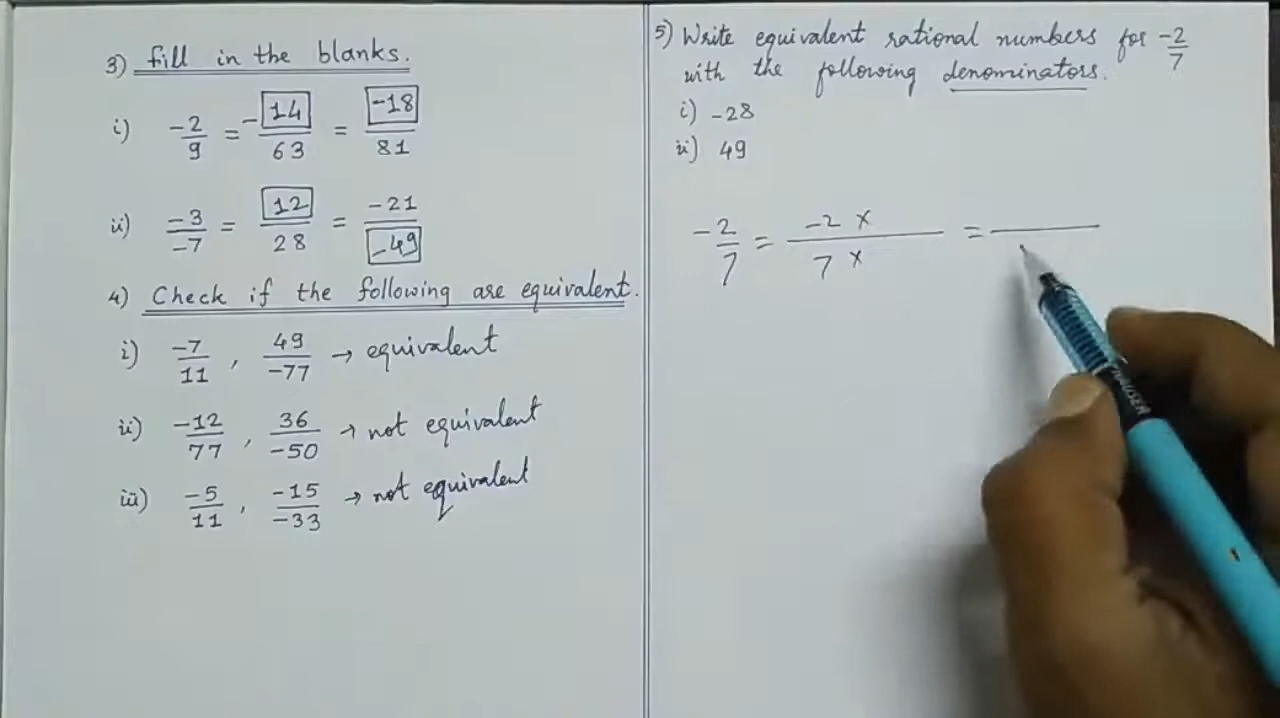 3) fill in the blanks.
i) -2/9 = -14/63 = -18/81
ii) -3/-7 = 12/28 = -21/-49
4) Check if the following are equivalent.
i) -7/11 , 49/-77 → equivalent
ii) -12/77 , 36/-50 → not equivalent
iii) -5/11 , -15/-33 → not equivalent
5) Write equivalent rational numbers for -2/7
with the following denominators.
i) -28
ii) 49
-2/7 = -2 × / 7 × =